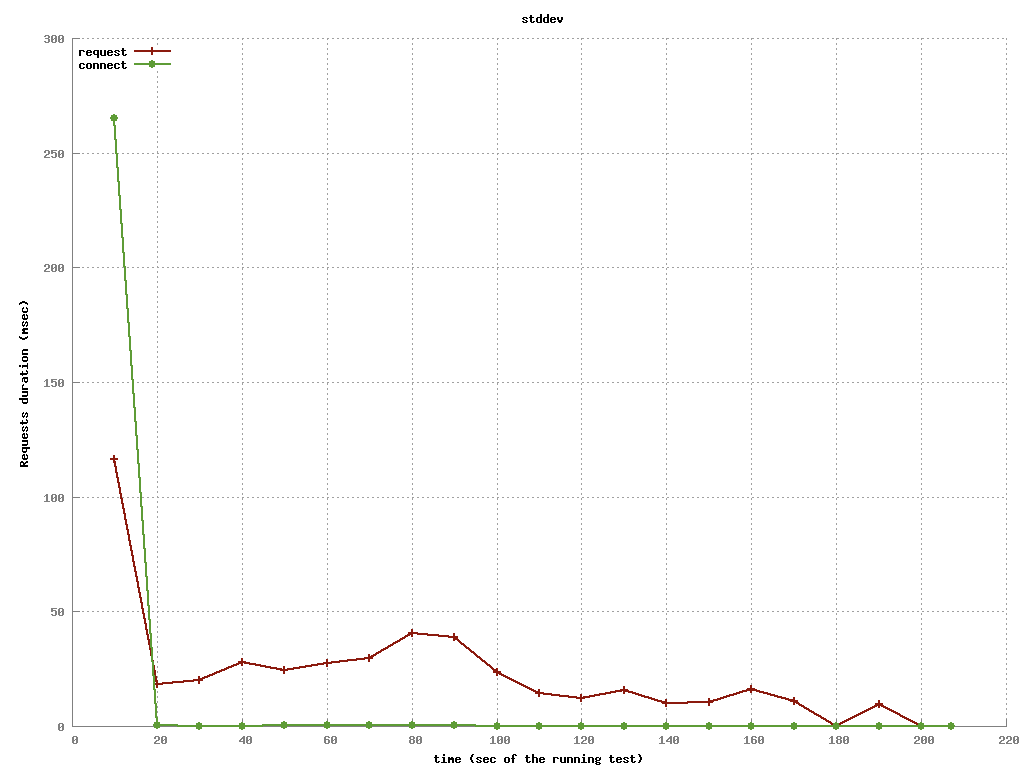 stddev
request
connect
300
250
200
150
100
50
0
Requests duration (msec)
0 20 40 60 80 100 120 140 160 180 200 220
time (sec of the running test)